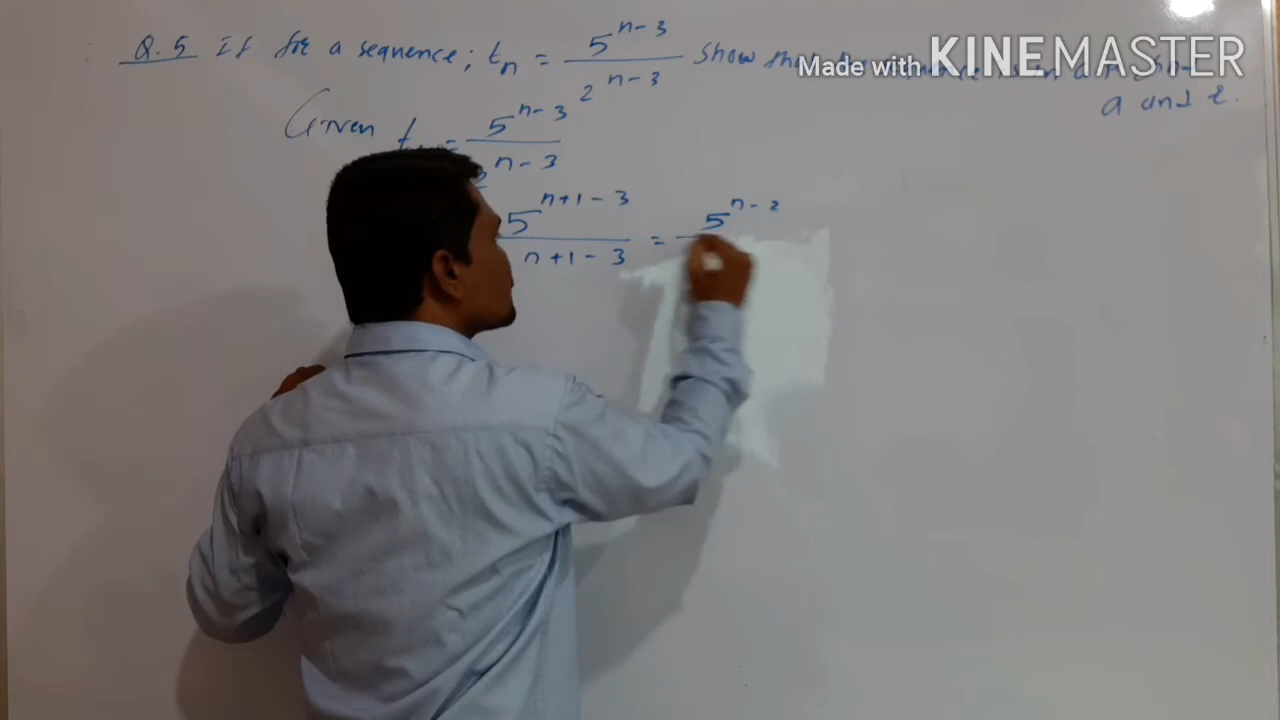 Q. 5 If for a sequence; tₙ = 5^{n-3} / 2^{n-3} show
Made with KINEMASTER
a and r.
Given t = 5^{n-3} / 2^{n-3}
5^{n+1-3} / n+1-3 = 5^{n-2}